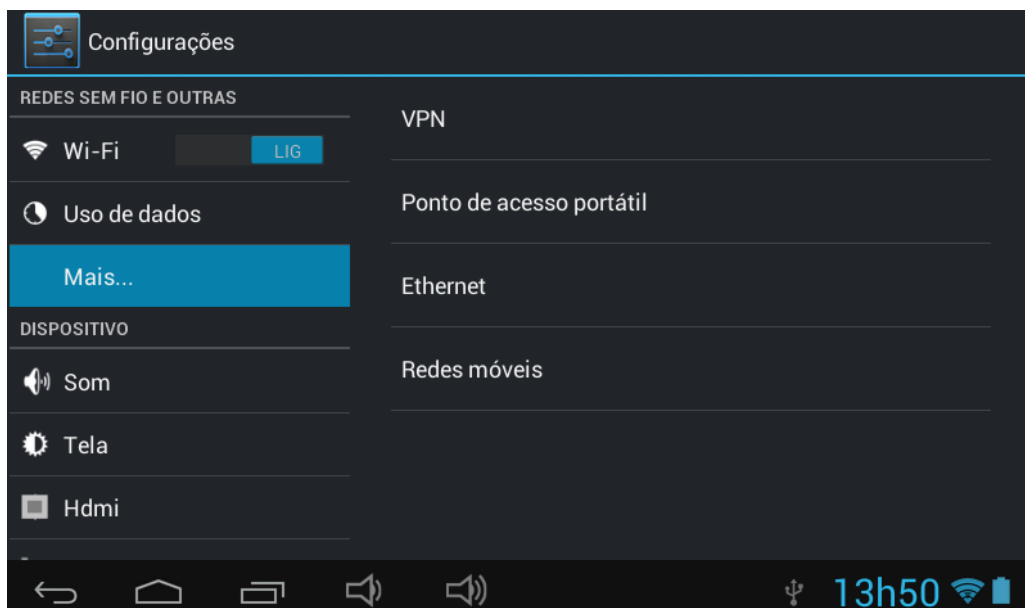 Configurações
REDES SEM FIO E OUTRAS
Wi-Fi
LIG
Uso de dados
Mais...
DISPOSITIVO
Som
Tela
Hdmi
VPN
Ponto de acesso portátil
Ethernet
Redes móveis
13h50